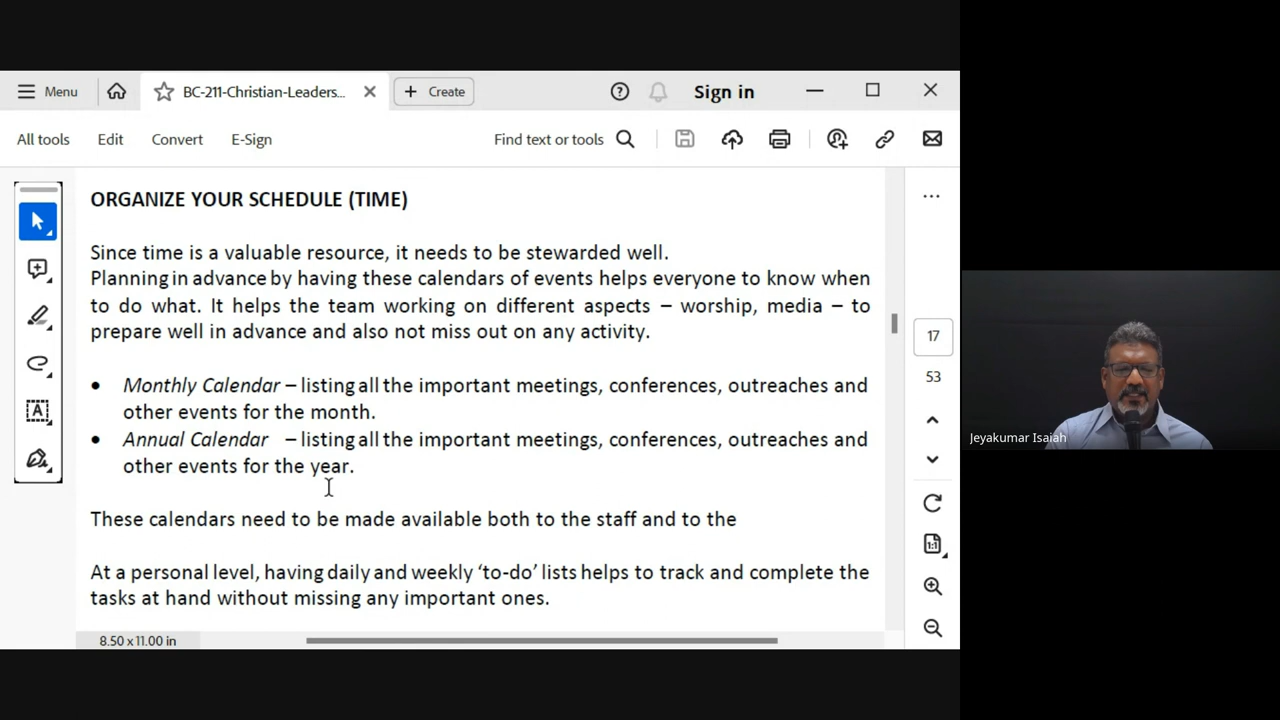 Menu
BC-211-Christian-Leaders...
Create
Sign in
All tools
Edit
Convert
E-Sign
Find text or tools
ORGANIZE YOUR SCHEDULE (TIME)
Since time is a valuable resource, it needs to be stewarded well.
Planning in advance by having these calendars of events helps everyone to know when
to do what. It helps the team working on different aspects – worship, media – to
prepare well in advance and also not miss out on any activity.
• Monthly Calendar – listing all the important meetings, conferences, outreaches and
other events for the month.
• Annual Calendar – listing all the important meetings, conferences, outreaches and
other events for the year.
These calendars need to be made available both to the staff and to the
At a personal level, having daily and weekly ‘to-do’ lists helps to track and complete the
tasks at hand without missing any important ones.
8.50 x 11.00 in
17
53
1:1
Jeyakumar Isaiah